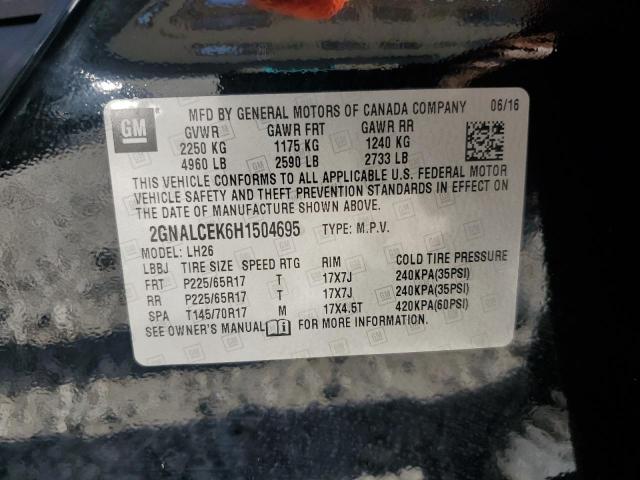 GM
MFD BY GENERAL MOTORS OF CANADA COMPANY 06/16
GVWR GAWR FRT GAWR RR
2250 KG 1175 KG 1240 KG
4960 LB 2590 LB 2733 LB
THIS VEHICLE CONFORMS TO ALL APPLICABLE U.S. FEDERAL MOTOR
VEHICLE SAFETY AND THEFT PREVENTION STANDARDS IN EFFECT ON
THE DATE OF MANUFACTURE SHOWN ABOVE.
2GNALCEK6H1504695 TYPE: M.P.V.
MODEL: LH26
LBBJ TIRE SIZE SPEED RTG RIM COLD TIRE PRESSURE
FRT P225/65R17 T 17X7J 240KPA(35PSI)
RR P225/65R17 T 17X7J 240KPA(35PSI)
SPA T145/70R17 M 17X4.5T 420KPA(60PSI)
SEE OWNER'S MANUAL FOR MORE INFORMATION.